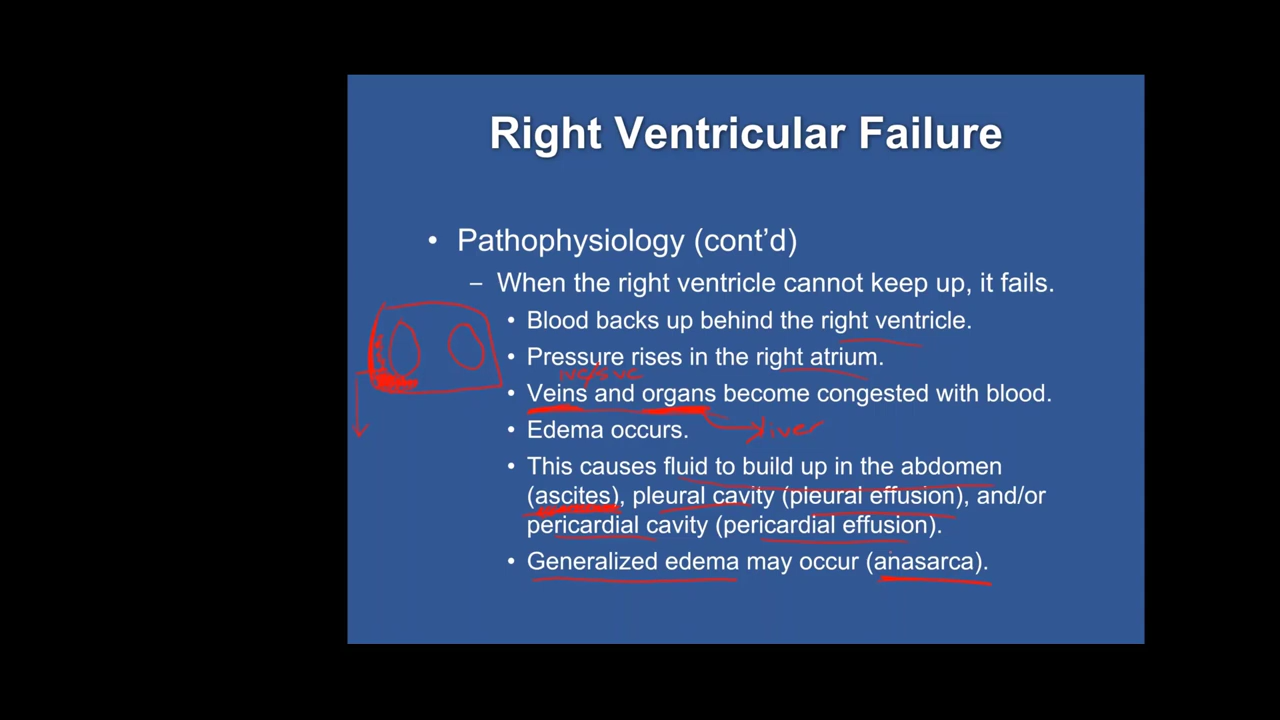 Right Ventricular Failure
• Pathophysiology (cont’d)
– When the right ventricle cannot keep up, it fails.
• Blood backs up behind the right ventricle.
• Pressure rises in the right atrium.
ivc/svc
• Veins and organs become congested with blood.
• Edema occurs.
liver
• This causes fluid to build up in the abdomen
(ascites), pleural cavity (pleural effusion), and/or
pericardial cavity (pericardial effusion).
• Generalized edema may occur (anasarca).